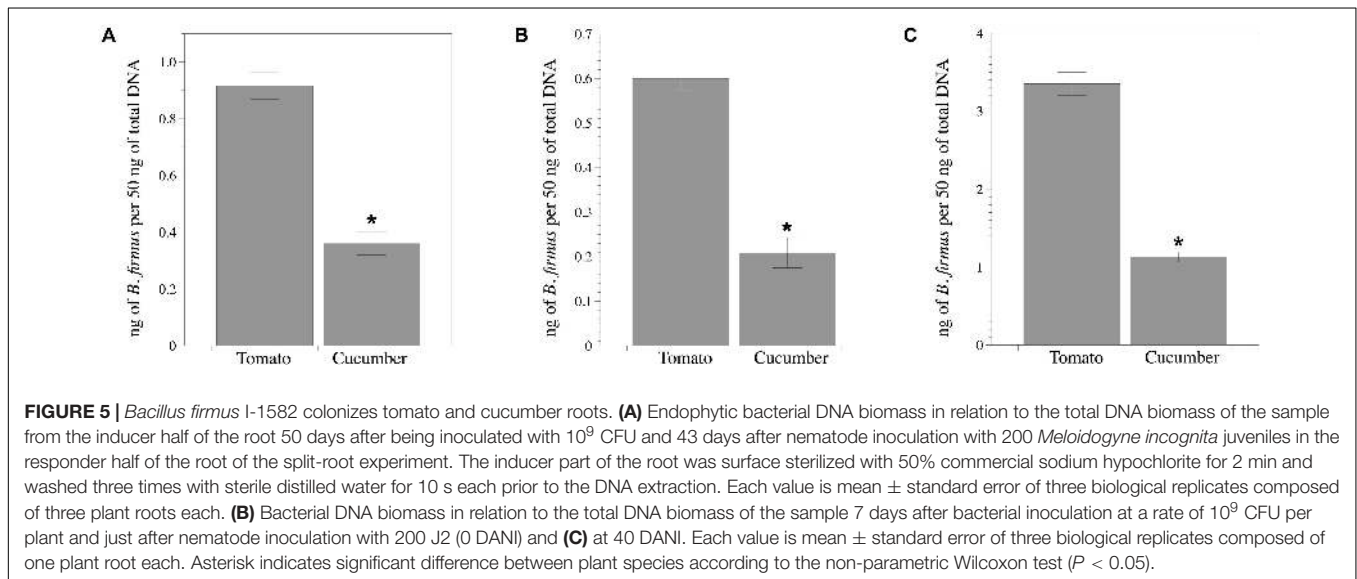 A
B
C
ng of B. firmus per 50 ng of total DNA
1.0
0.8
0.6
0.4
0.2
0
*
Tomato
Cucumber
ng of B. firmus per 50 ng of total DNA
0.7
0.6
0.5
0.4
0.3
0.2
0.1
0
*
Tomato
Cucumber
ng of B. firmus per 50 ng of total DNA
4
3
2
1
0
*
Tomato
Cucumber
FIGURE 5 | Bacillus firmus I-1582 colonizes tomato and cucumber roots. (A) Endophytic bacterial DNA biomass in relation to the total DNA biomass of the sample
from the inducer half of the root 50 days after being inoculated with 10⁹ CFU and 43 days after nematode inoculation with 200 Meloidogyne incognita juveniles in the
responder half of the root of the split-root experiment. The inducer part of the root was surface sterilized with 50% commercial sodium hypochlorite for 2 min and
washed three times with sterile distilled water for 10 s each prior to the DNA extraction. Each value is mean ± standard error of three biological replicates composed
of three plant roots each. (B) Bacterial DNA biomass in relation to the total DNA biomass of the sample 7 days after bacterial inoculation at a rate of 10⁹ CFU per
plant and just after nematode inoculation with 200 J2 (0 DANI) and (C) at 40 DANI. Each value is mean ± standard error of three biological replicates composed of
one plant root each. Asterisk indicates significant difference between plant species according to the non-parametric Wilcoxon test (P < 0.05).